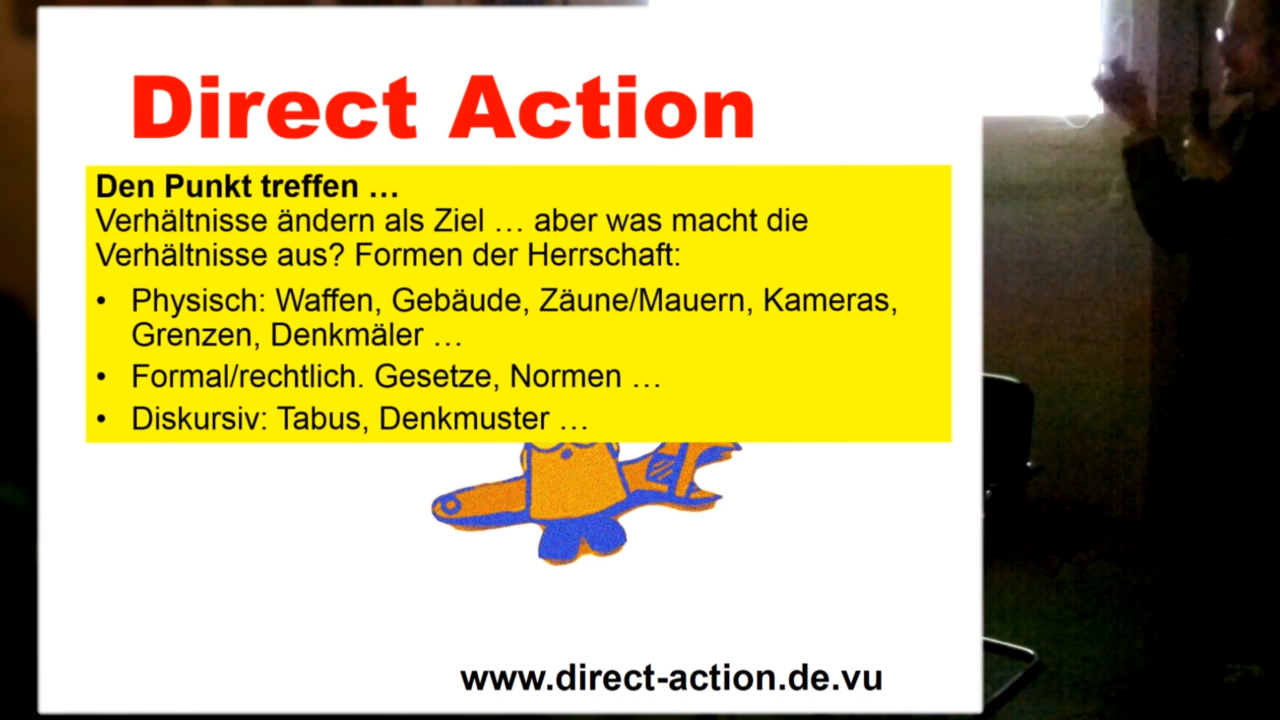 Direct Action
Den Punkt treffen …
Verhältnisse ändern als Ziel … aber was macht die
Verhältnisse aus? Formen der Herrschaft:
• Physisch: Waffen, Gebäude, Zäune/Mauern, Kameras,
Grenzen, Denkmäler …
• Formal/rechtlich. Gesetze, Normen …
• Diskursiv: Tabus, Denkmuster …
www.direct-action.de.vu